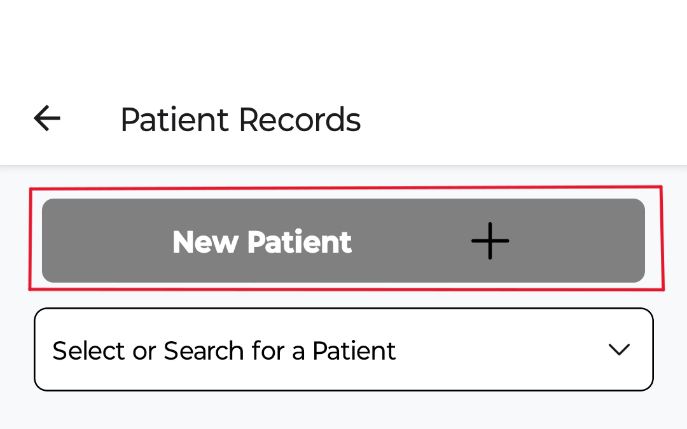 Patient Records
New Patient
Select or Search for a Patient